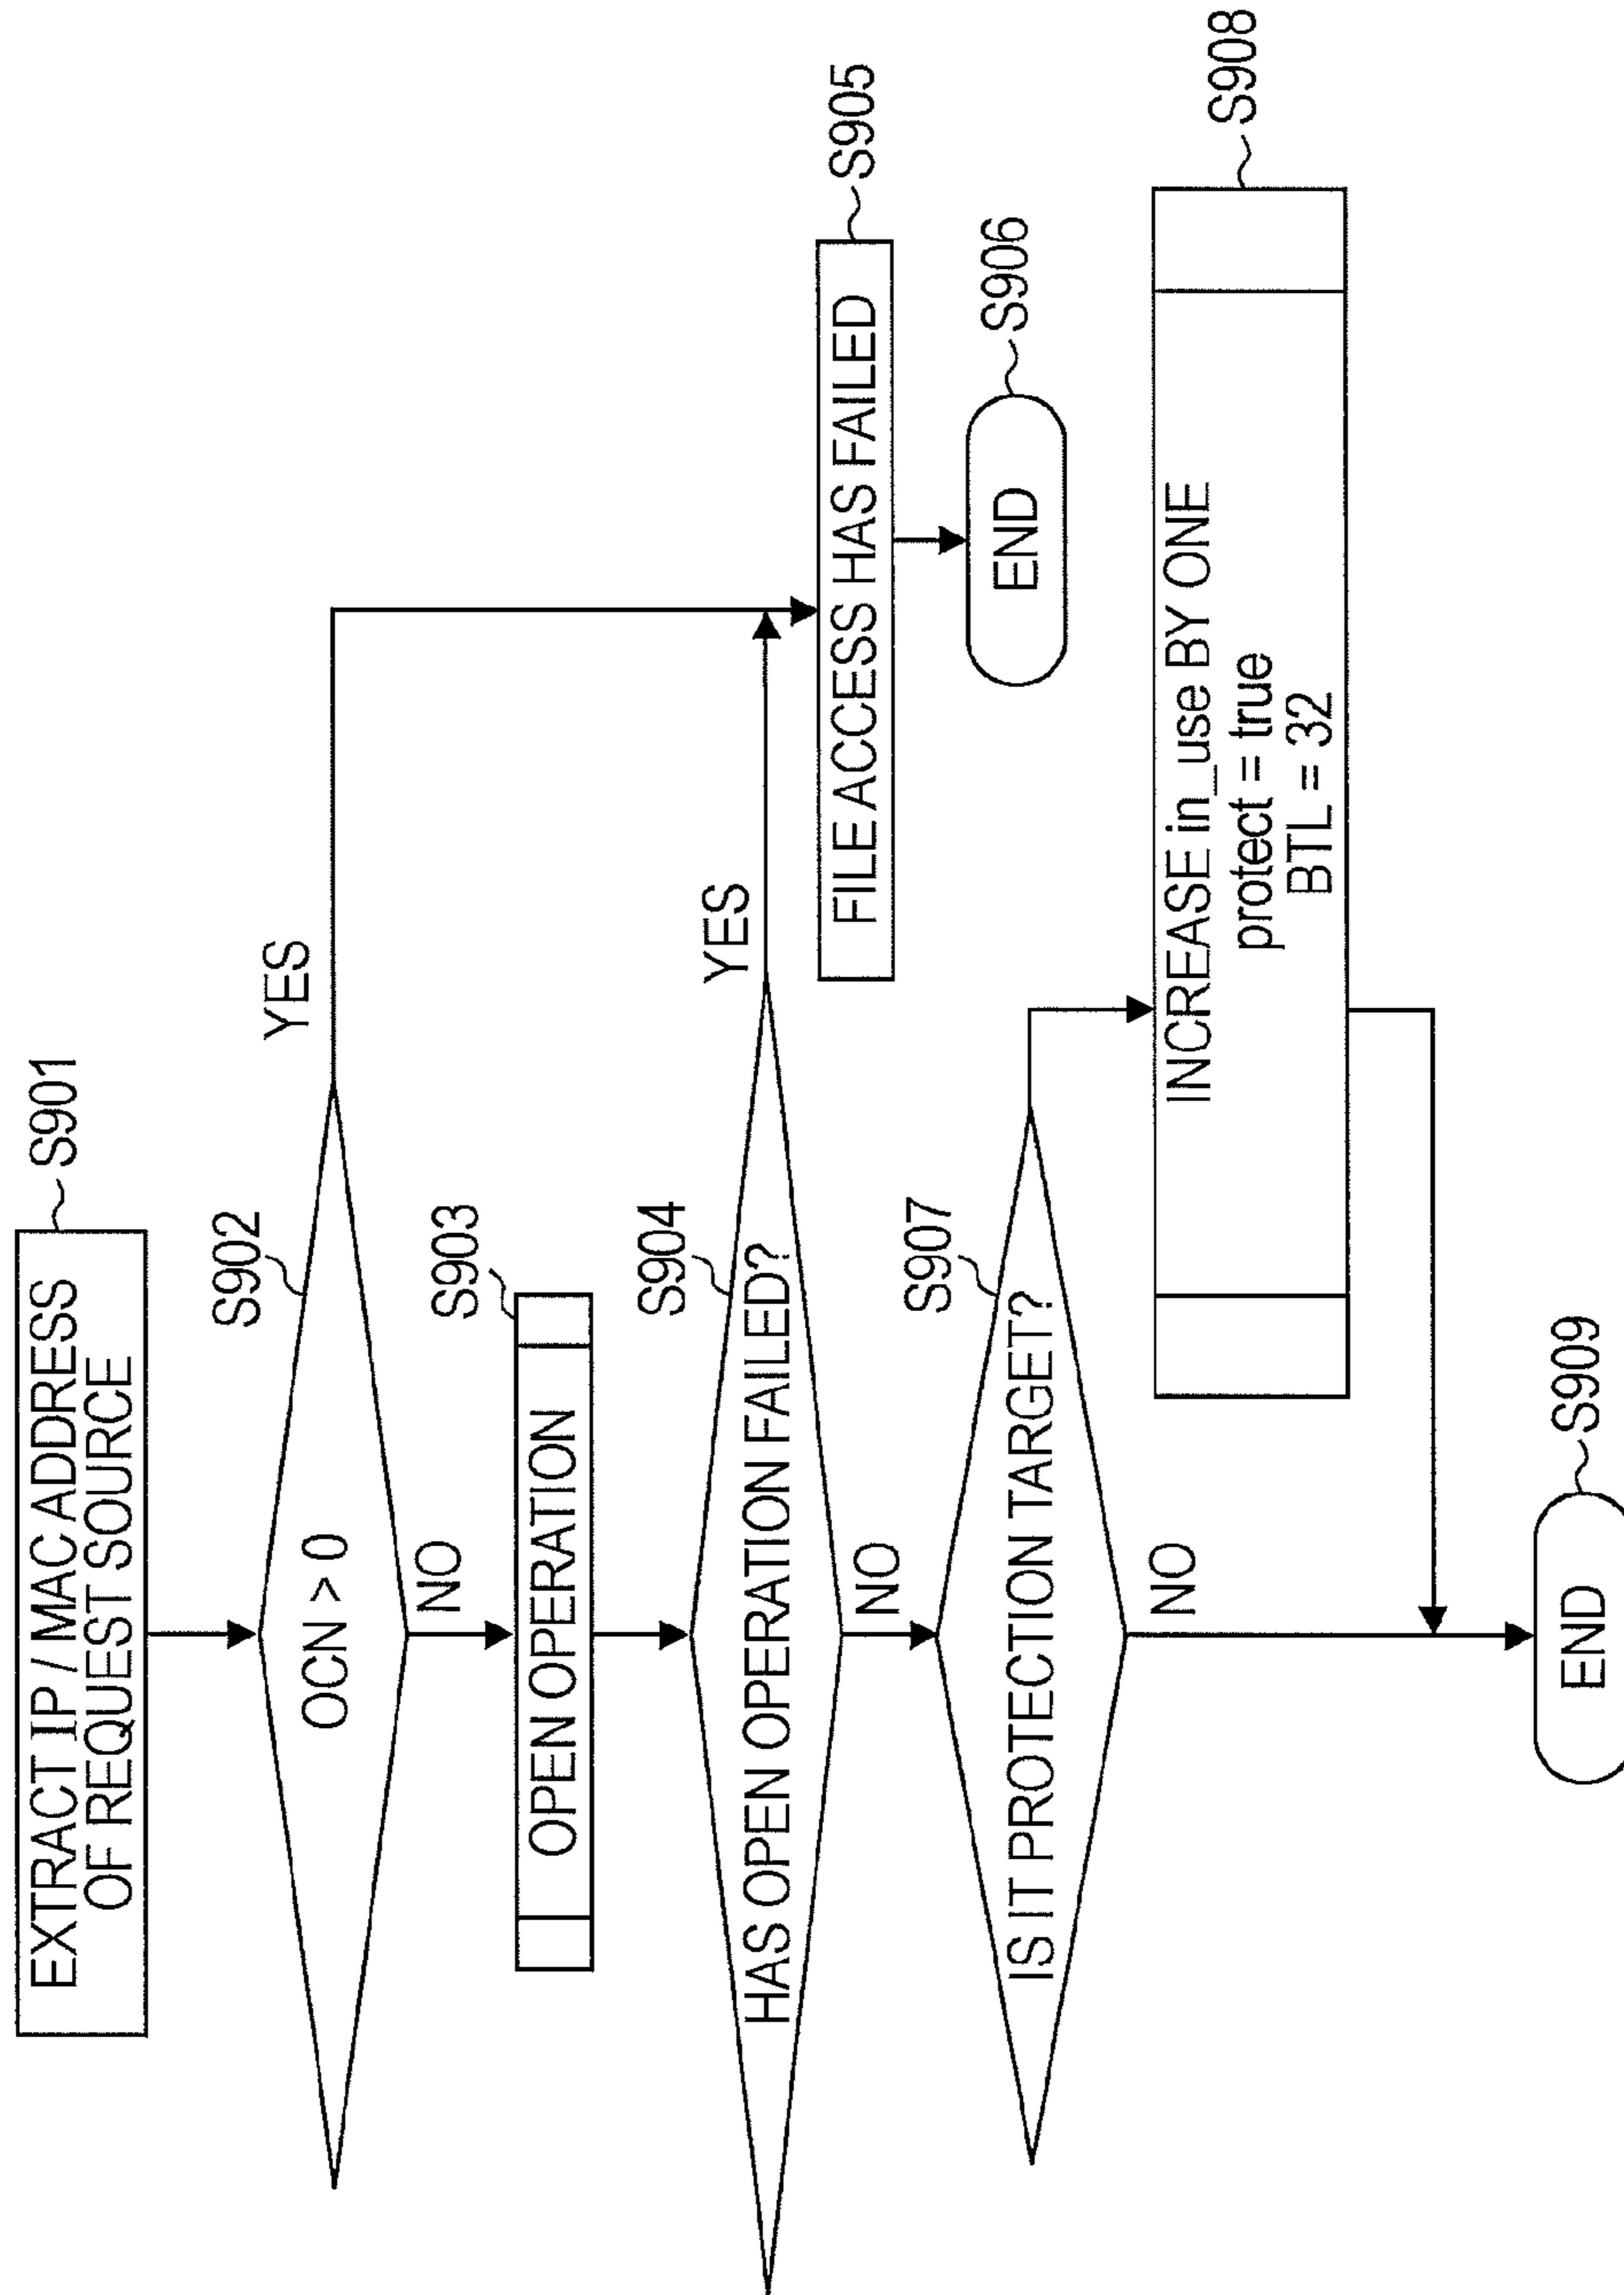 EXTRACT IP / MAC ADDRESS
OF REQUEST SOURCE
S901
S902
OCN > 0
YES
NO
S903
OPEN OPERATION
S904
HAS OPEN OPERATION FAILED?
YES
NO
S905
FILE ACCESS HAS FAILED
S906
END
S907
IS IT PROTECTION TARGET?
NO
S908
INCREASE in_use BY ONE
protect = true
BTL = 32
S909
END